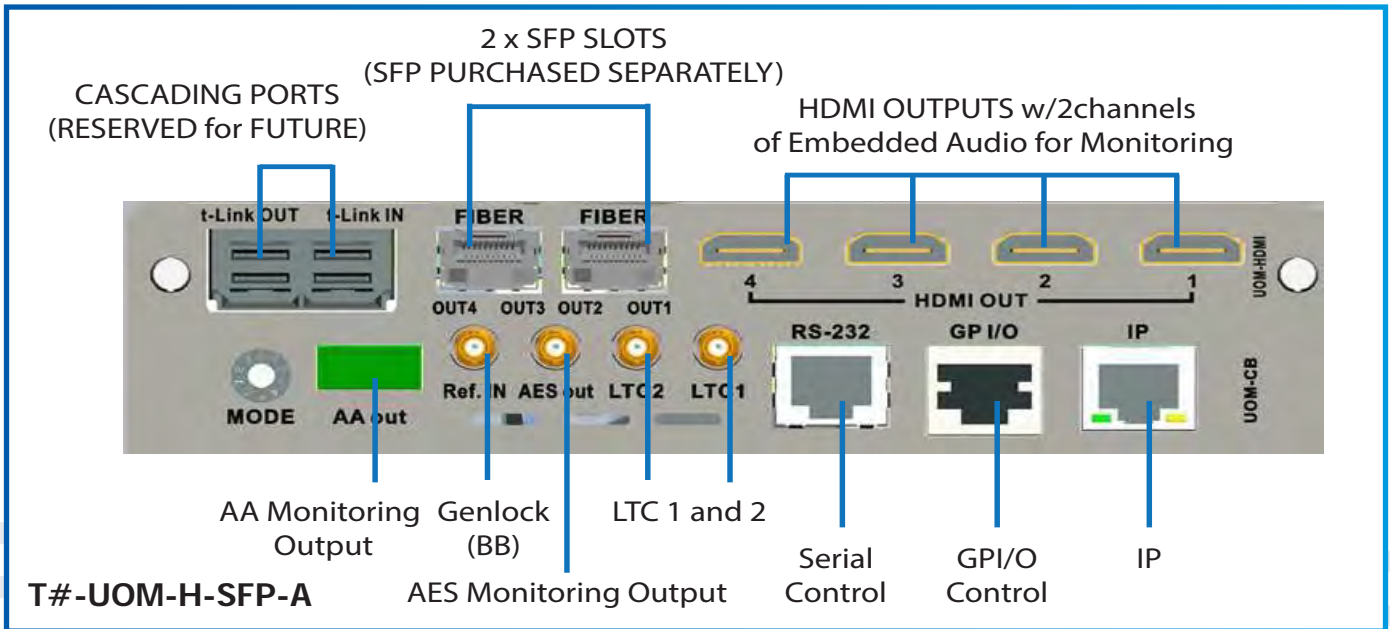 2 x SFP SLOTS
(SFP PURCHASED SEPARATELY)
CASCADING PORTS
(RESERVED for FUTURE)
HDMI OUTPUTS w/2channels
of Embedded Audio for Monitoring
t-Link OUT t-Link IN FIBER FIBER
4 3 2 1
HDMI OUT
UOM-HDMI
OUT4 OUT3 OUT2 OUT1
RS-232 GP I/O IP
Ref. IN AES out LTC2 LTC1
MODE AA out
UOM-CB
AA Monitoring
Output
Genlock
(BB)
LTC 1 and 2
AES Monitoring Output
Serial
Control
GPI/O
Control
IP
T#-UOM-H-SFP-A